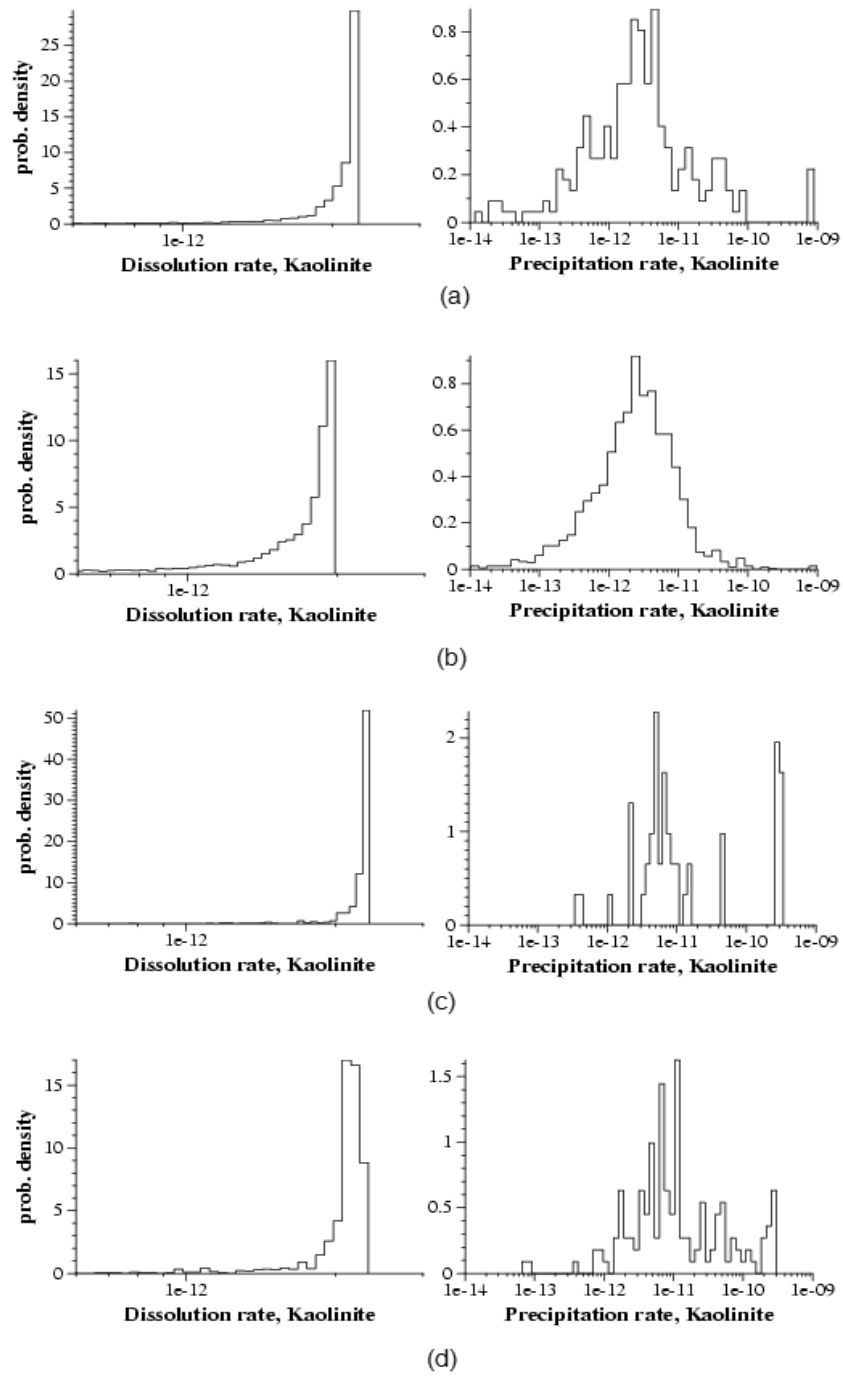 prob. density
25
20
15
10
5
0
1e-12
Dissolution rate, Kaolinite
0.8
0.6
0.4
0.2
0
1e-14 1e-13 1e-12 1e-11 1e-10 1e-09
Precipitation rate, Kaolinite
(a)
prob. density
15
10
5
0
1e-12
Dissolution rate, Kaolinite
0.8
0.6
0.4
0.2
0
1e-14 1e-13 1e-12 1e-11 1e-10 1e-09
Precipitation rate, Kaolinite
(b)
prob. density
50
40
30
20
10
0
1e-12
Dissolution rate, Kaolinite
2
1
0
1e-14 1e-13 1e-12 1e-11 1e-10 1e-09
Precipitation rate, Kaolinite
(c)
prob. density
15
10
5
0
1e-12
Dissolution rate, Kaolinite
1.5
1
0.5
0
1e-14 1e-13 1e-12 1e-11 1e-10 1e-09
Precipitation rate, Kaolinite
(d)